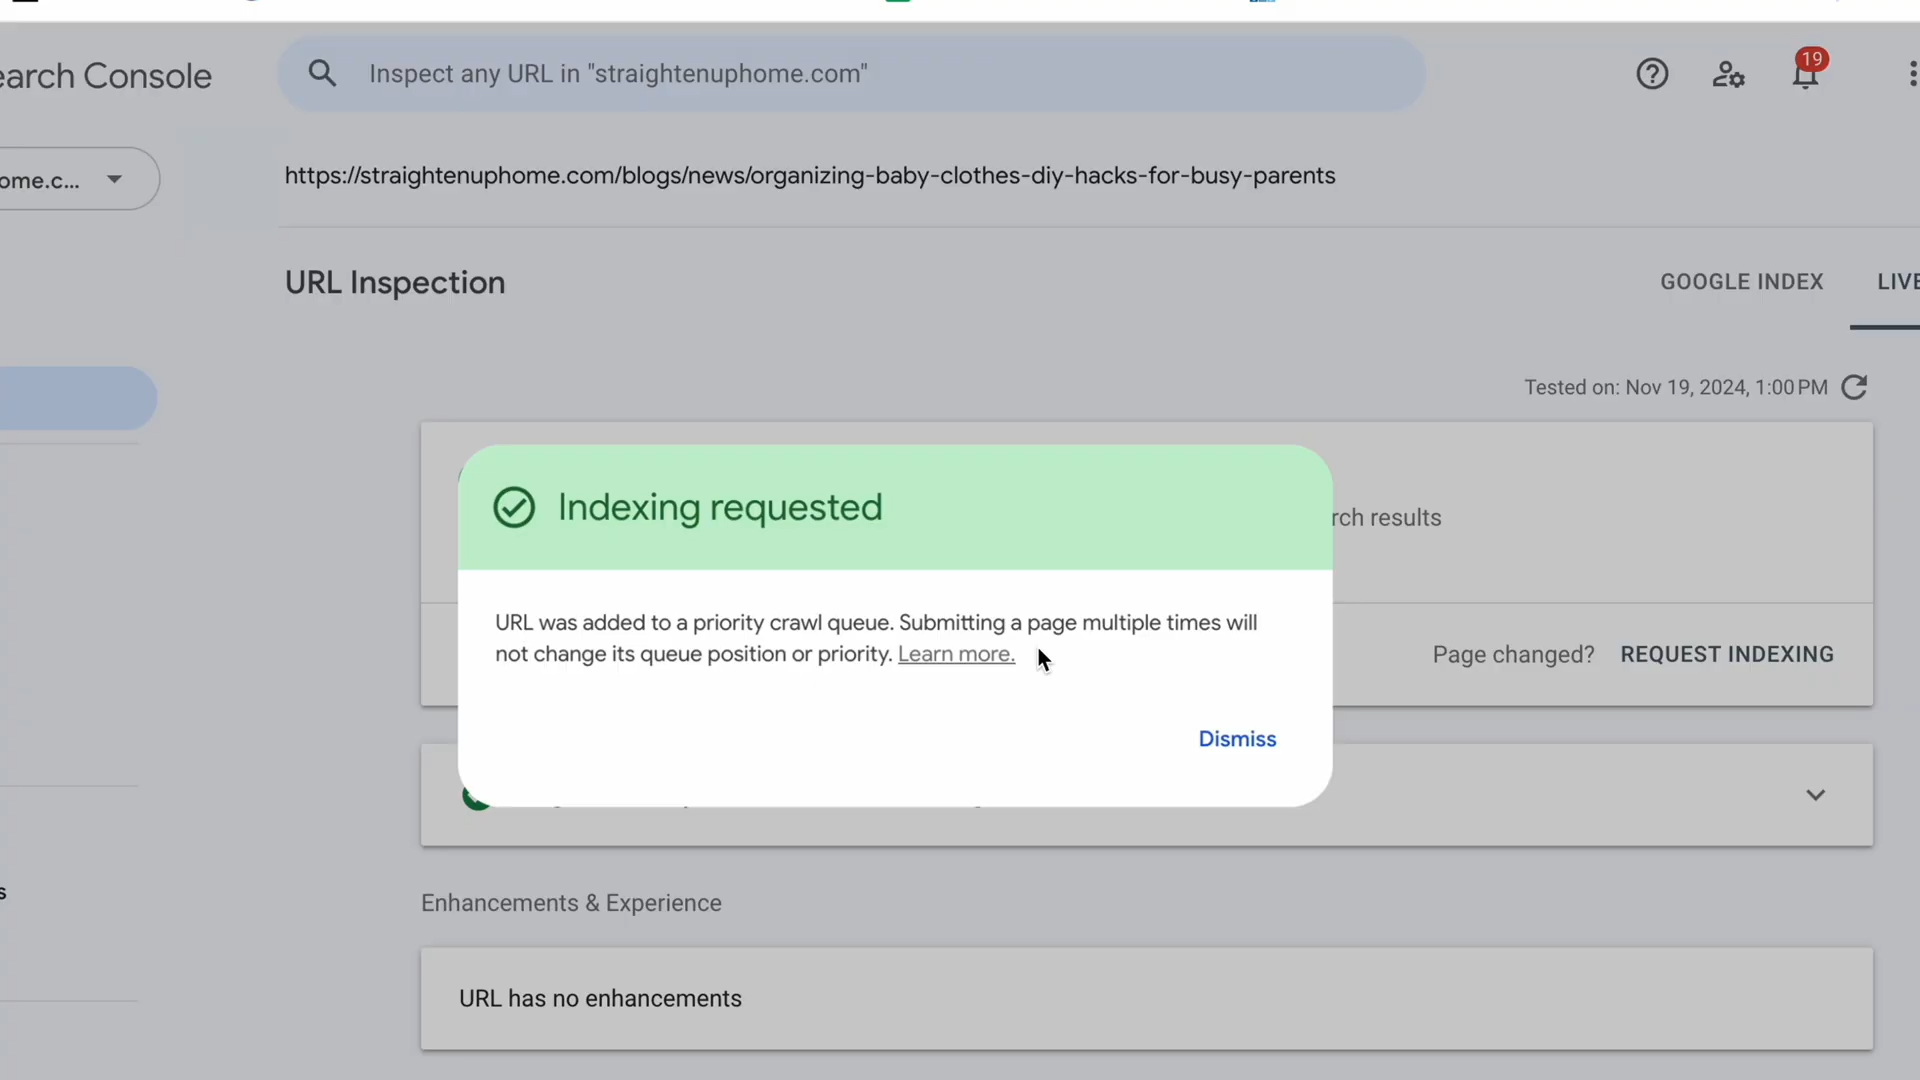 earch Console
Inspect any URL in "straightenuphome.com"
19
ome.c...
https://straightenuphome.com/blogs/news/organizing-baby-clothes-diy-hacks-for-busy-parents
URL Inspection
GOOGLE INDEX
LIVE
Tested on: Nov 19, 2024, 1:00 PM
Indexing requested
rch results
URL was added to a priority crawl queue. Submitting a page multiple times will
not change its queue position or priority. Learn more.
Page changed?
REQUEST INDEXING
Dismiss
s
Enhancements & Experience
URL has no enhancements